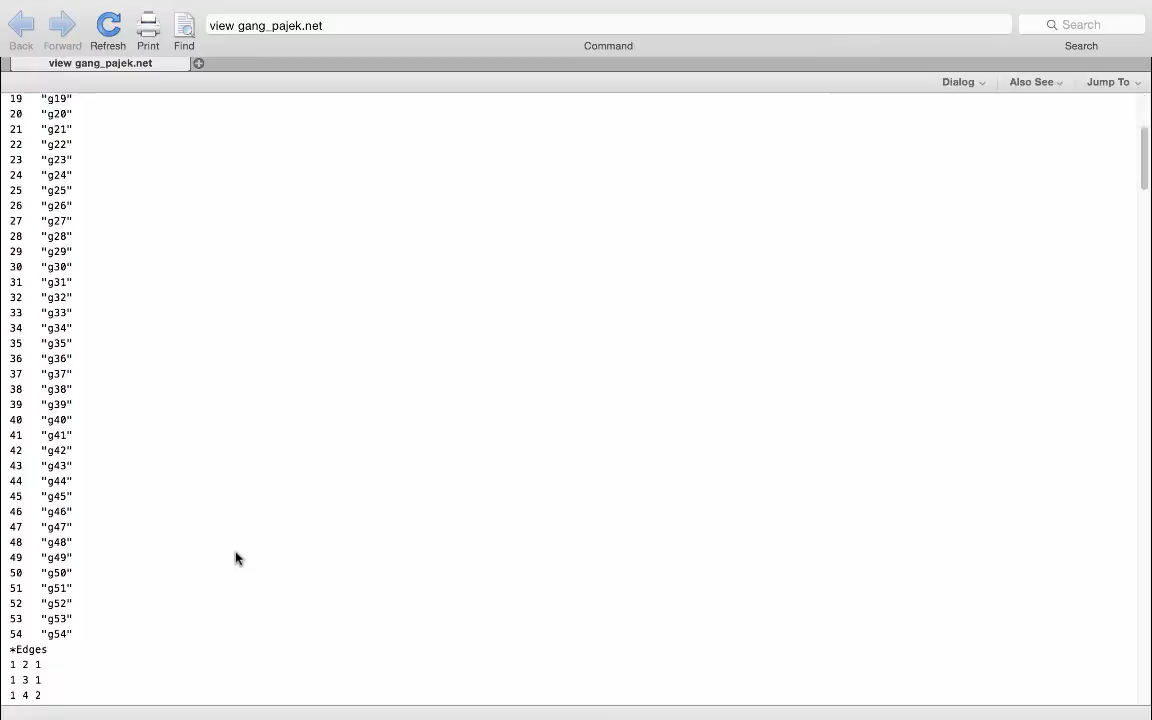 view gang_pajek.net
Search
Back Forward Refresh Print Find Command Search
view gang_pajek.net
Dialog Also See Jump To
19 "g19"
20 "g20"
21 "g21"
22 "g22"
23 "g23"
24 "g24"
25 "g25"
26 "g26"
27 "g27"
28 "g28"
29 "g29"
30 "g30"
31 "g31"
32 "g32"
33 "g33"
34 "g34"
35 "g35"
36 "g36"
37 "g37"
38 "g38"
39 "g39"
40 "g40"
41 "g41"
42 "g42"
43 "g43"
44 "g44"
45 "g45"
46 "g46"
47 "g47"
48 "g48"
49 "g49"
50 "g50"
51 "g51"
52 "g52"
53 "g53"
54 "g54"
*Edges
1 2 1
1 3 1
1 4 2